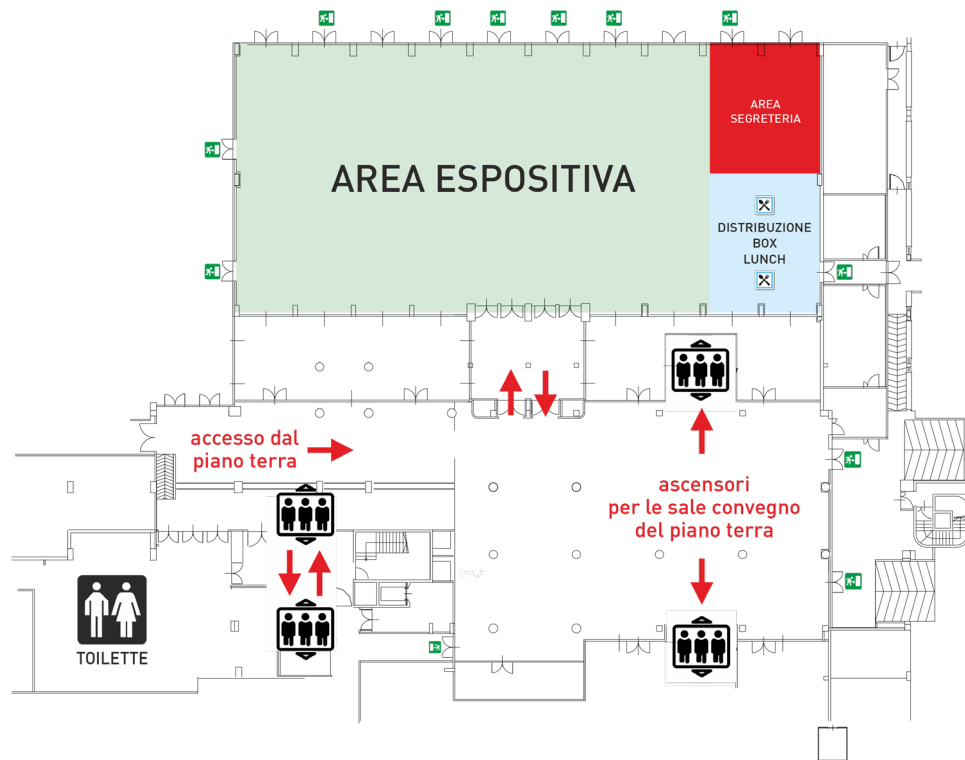 AREA
SEGRETERIA
AREA ESPOSITIVA
DISTRIBUZIONE
BOX
LUNCH
accesso dal
piano terra
ascensori
per le sale convegno
del piano terra
TOILETTE